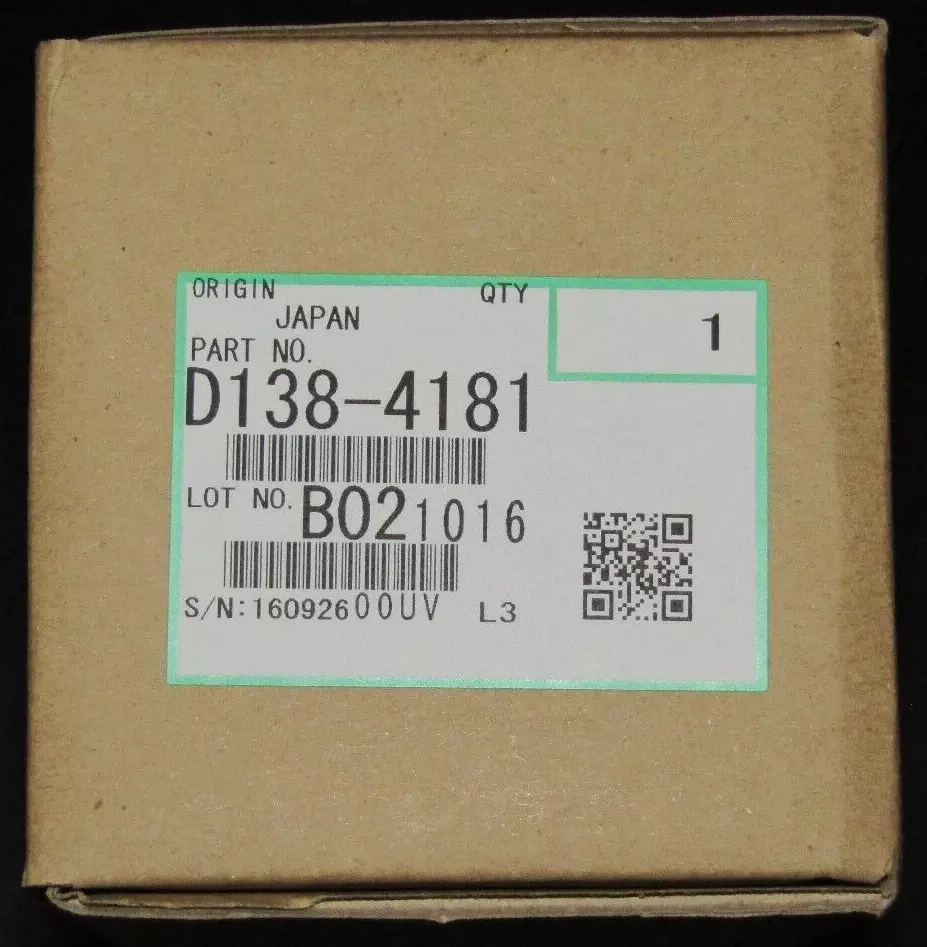 ORIGIN QTY
JAPAN 1
PART NO.
D138-4181
LOT NO. B021016
S/N:16092600UV L3